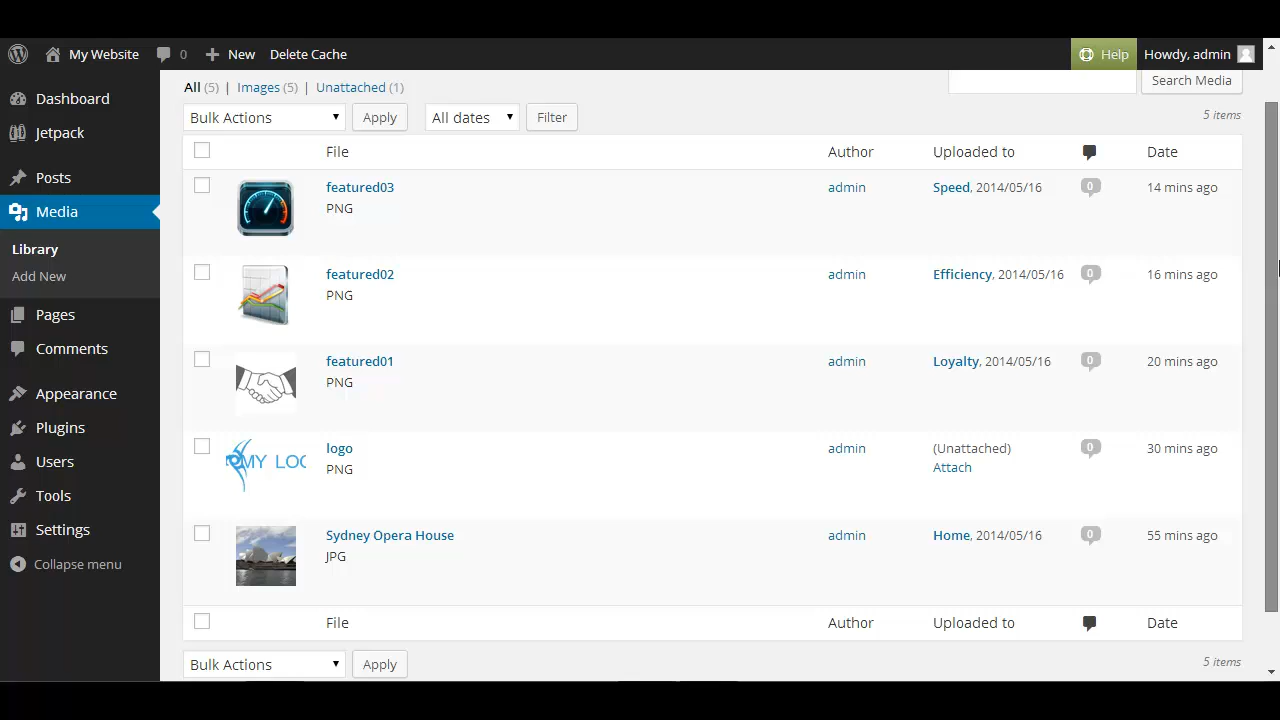 My Website 0 New Delete Cache Help Howdy, admin
Dashboard
Jetpack
Posts
Media
Library
Add New
Pages
Comments
Appearance
Plugins
Users
Tools
Settings
Collapse menu
All (5) | Images (5) | Unattached (1)
Search Media
Bulk Actions Apply All dates Filter 5 items
File Author Uploaded to Date
featured03 admin Speed, 2014/05/16 0 14 mins ago
PNG
featured02 admin Efficiency, 2014/05/16 0 16 mins ago
PNG
featured01 admin Loyalty, 2014/05/16 0 20 mins ago
PNG
logo admin (Unattached) 0 30 mins ago
MY LOG PNG Attach
Sydney Opera House admin Home, 2014/05/16 0 55 mins ago
JPG
File Author Uploaded to Date
Bulk Actions Apply 5 items